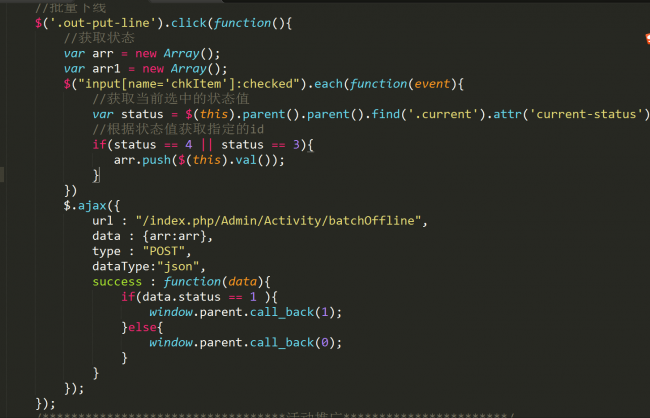 //批量下线
$('.out-put-line').click(function(){
//获取状态
var arr = new Array();
var arr1 = new Array();
$("input[name='chkItem']:checked").each(function(event){
//获取当前选中的状态值
var status = $(this).parent().parent().find('.current').attr('current-status')
//根据状态值获取指定的id
if(status == 4 || status == 3){
arr.push($(this).val());
}
})
$.ajax({
url : "/index.php/Admin/Activity/batchOffline",
data : {arr:arr},
type : "POST",
dataType:"json",
success : function(data){
if(data.status == 1 ){
window.parent.call_back(1);
}else{
window.parent.call_back(0);
}
}
});
});